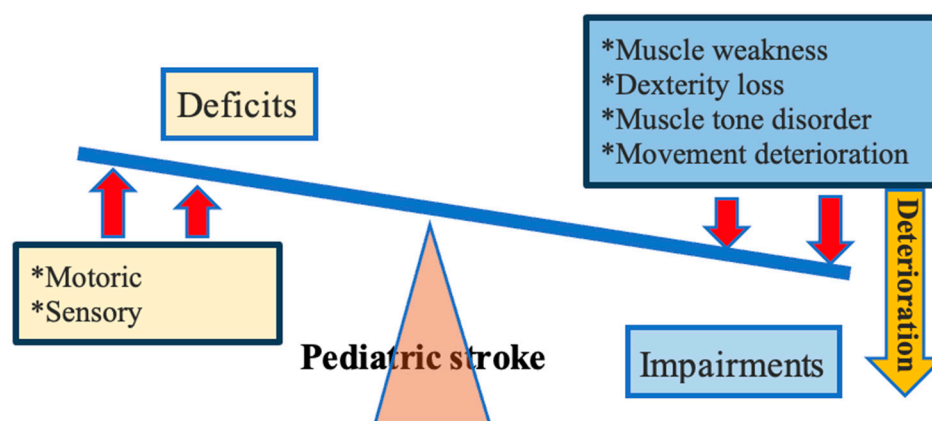 Deficits
*Muscle weakness
*Dexterity loss
*Muscle tone disorder
*Movement deterioration
*Motoric
*Sensory
Pediatric stroke
Impairments
Deterioration